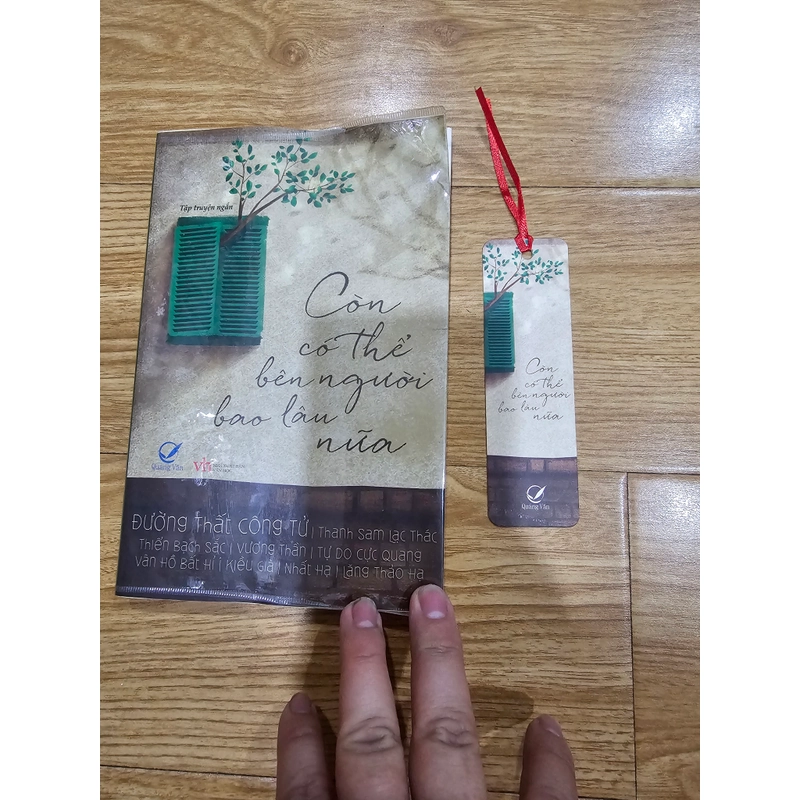 Tập truyện ngắn
Còn
có thể
bên người
bao lâu
nữa
Quang Văn
Đường Thất Công Tử | Thanh Sam Lạc Thác
Thiển Bạch Sắc | Vương Thần | Tự Do Cực Quang
Vân Hồ Bất Hỉ | Kiều Giả | Nhất Hạ | Lăng Thảo Hạ
Còn
có thể
bên người
bao lâu
nữa
Quang Văn